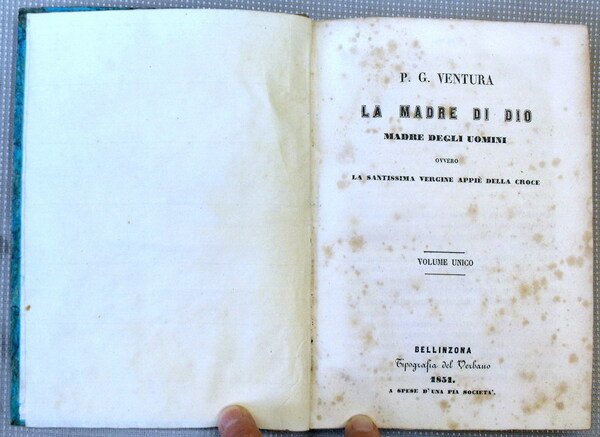 P. G. VENTURA
LA MADRE DI DIO
MADRE DEGLI UOMINI
OVVERO
LA SANTISSIMA VERGINE APPIÈ DELLA CROCE
VOLUME UNICO
BELLINZONA
Tipografia del Verbano
1851.
A SPESE D'UNA PIA SOCIETA'.